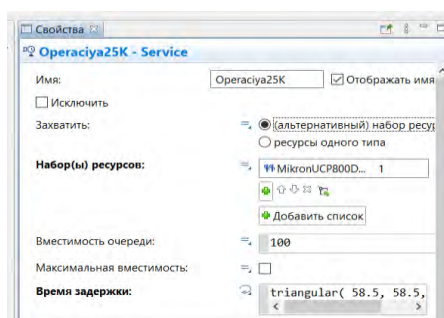 Свойства
Operaciya25K - Service
Имя: Operaciya25K Отображать имя
Исключить
Захватить: (альтернативный) набор ресур
ресурсы одного типа
Набор(ы) ресурсов: MikronUCP800D... 1
Добавить список
Вместимость очереди: 100
Максимальная вместимость:
Время задержки: triangular( 58.5, 58.5,